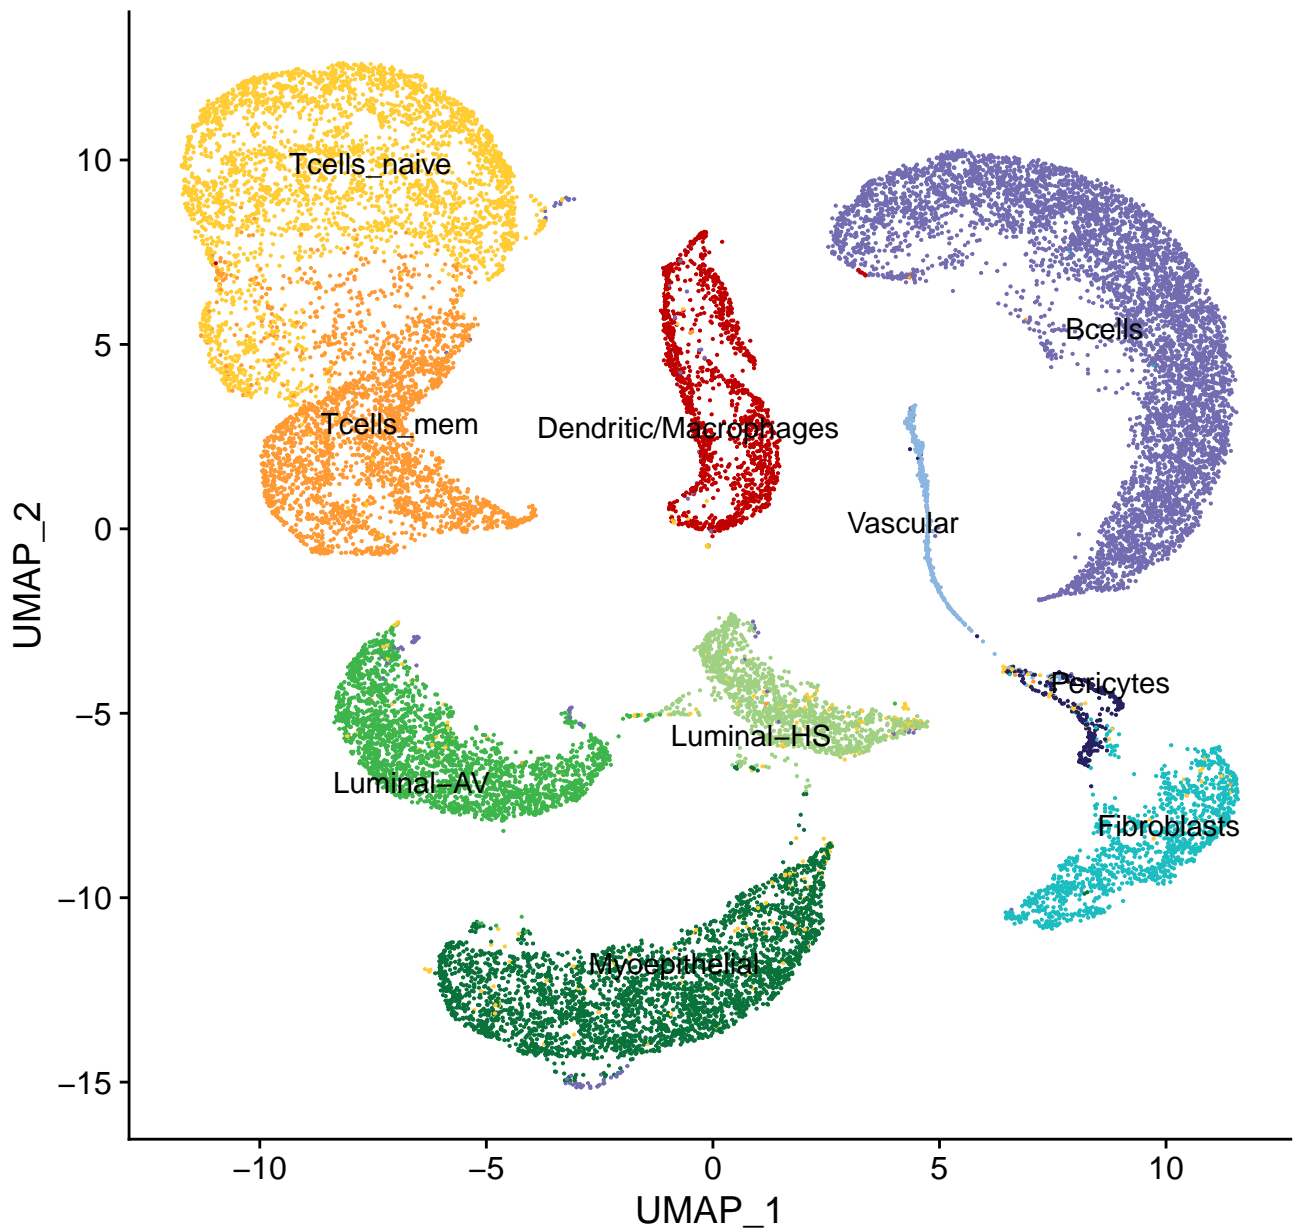 Tcells_naive
Bcells
Tcells_mem
Dendritic/Macrophages
Vascular
Pericytes
Luminal−HS
Luminal−AV
Fibroblasts
Myoepithelial
10
5
0
−5
−10
−15
UMAP_2
−10
−5
0
5
10
UMAP_1